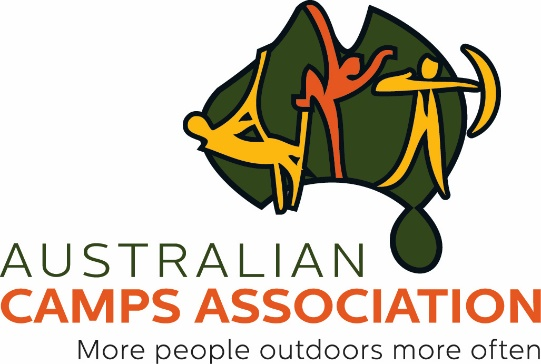 AUSTRALIAN
CAMPS ASSOCIATION
More people outdoors more often